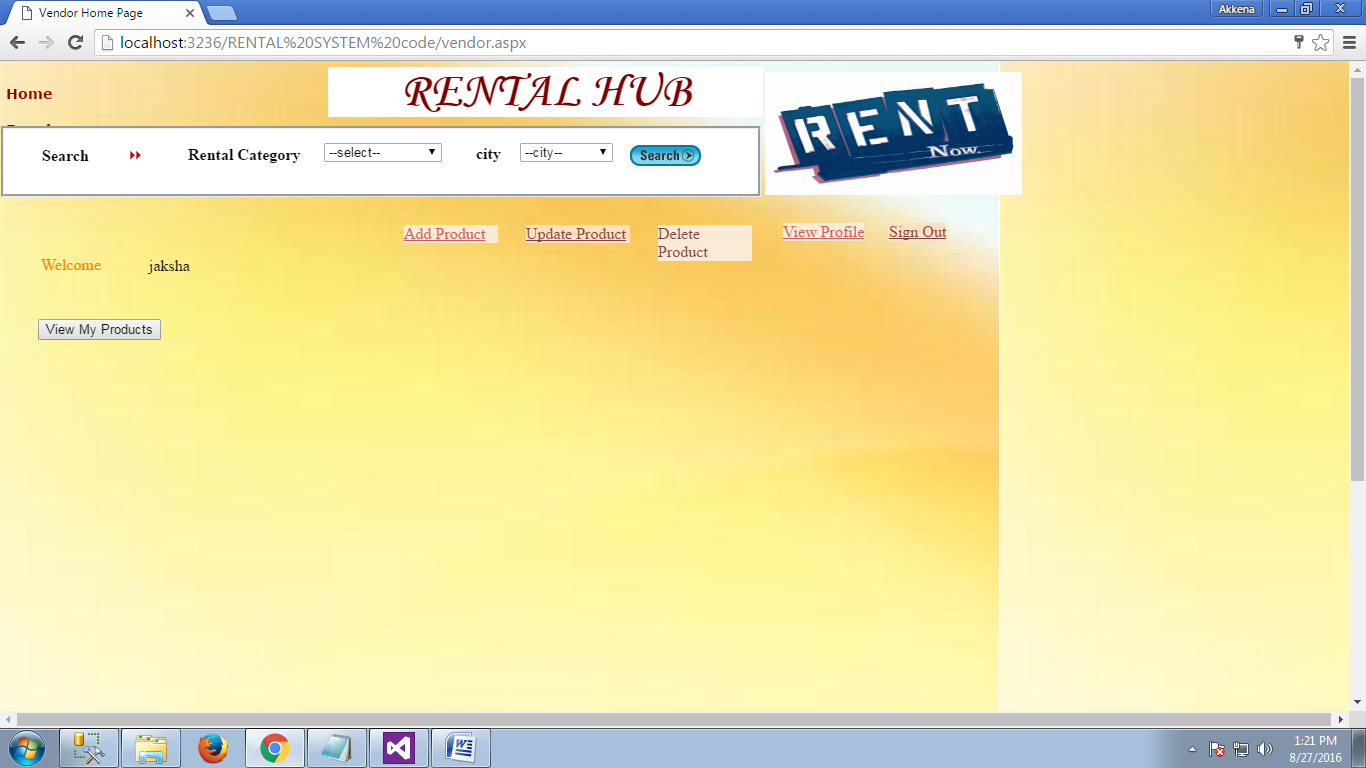 Vendor Home Page
Akkena
localhost:3236/RENTAL%20SYSTEM%20code/vendor.aspx
Home
RENTAL HUB
RENT
Now.
Search
Rental Category
--select--
city
--city--
Search
Add Product
Update Product
Delete
Product
View Profile
Sign Out
Welcome jaksha
View My Products
1:21 PM
8/27/2016